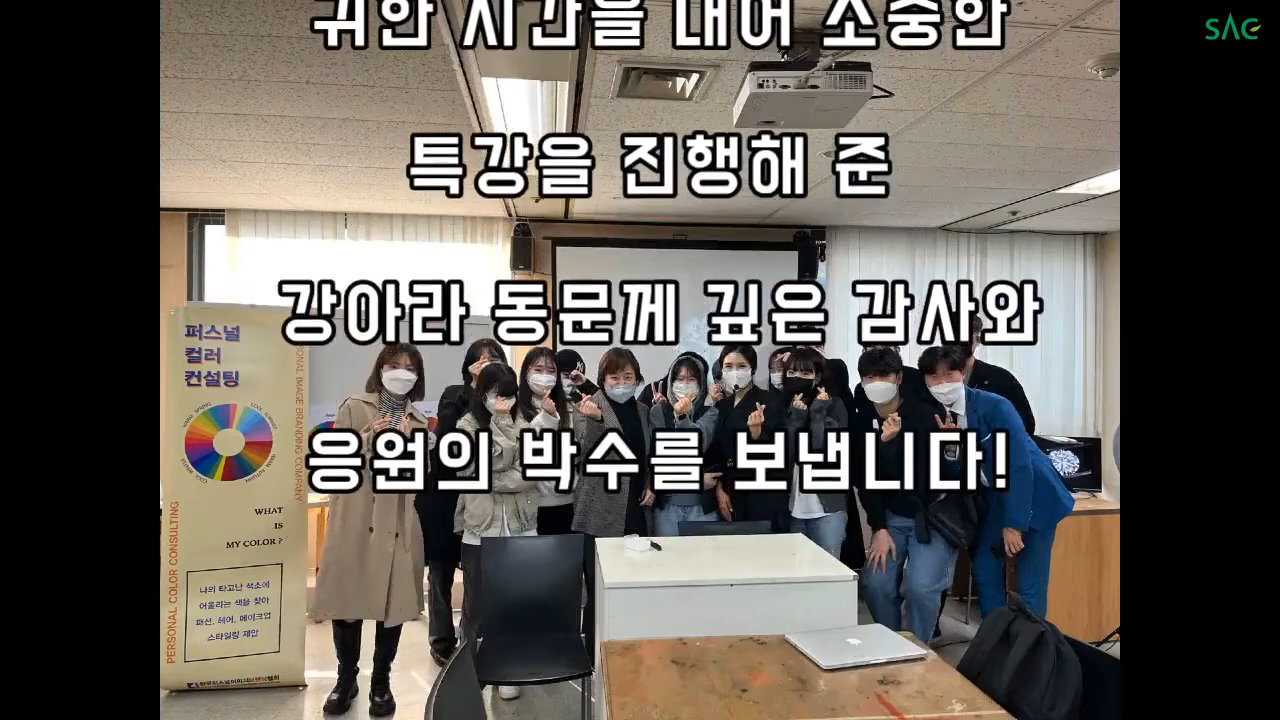 귀한 시간을 내어 소중한
SAC
특강을 진행해 준
강아라 동문께 깊은 감사와
응원의 박수를 보냅니다!
퍼스널
컬러
컨설팅
WHAT
IS
MY COLOR ?
나의 타고난 색소에
어울리는 색을 찾아
패션, 헤어, 메이크업
스타일링 제안
PERSONAL COLOR CONSULTING
ONAL IMAGE BRANDING COMPANY